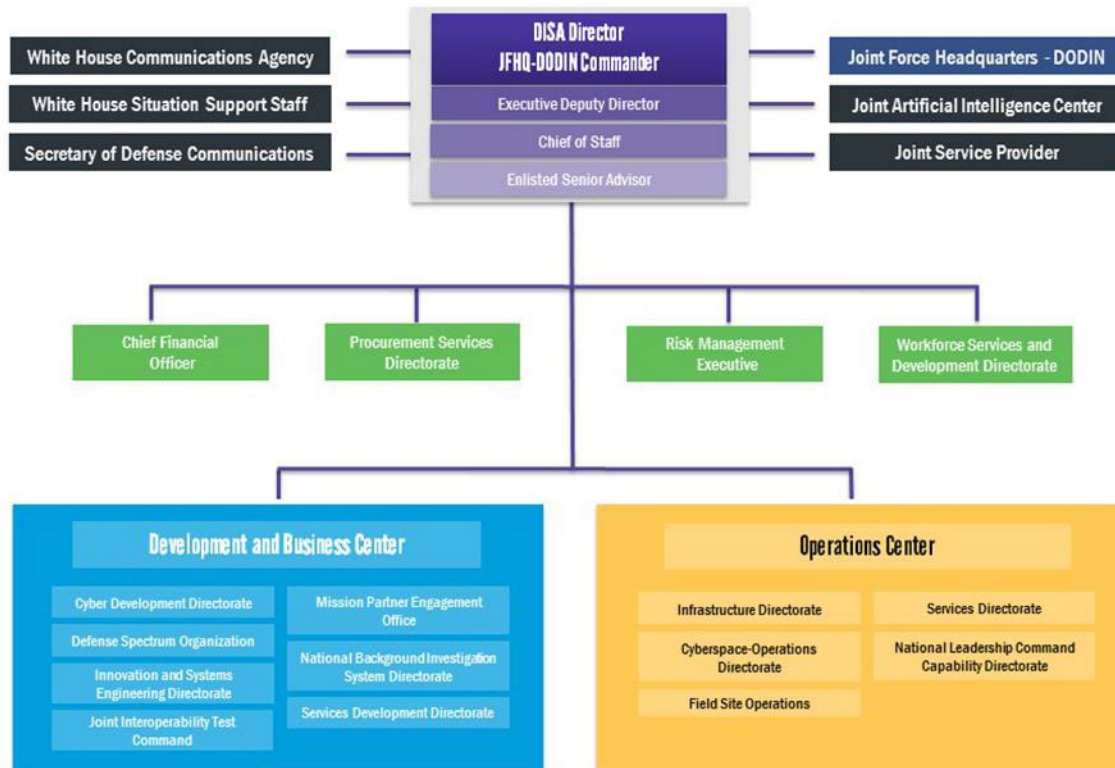 DISA Director
JFHQ-DODIN Commander
Executive Deputy Director
Chief of Staff
Enlisted Senior Advisor
White House Communications Agency
White House Situation Support Staff
Secretary of Defense Communications
Joint Force Headquarters - DODIN
Joint Artificial Intelligence Center
Joint Service Provider
Chief Financial
Officer
Procurement Services
Directorate
Risk Management
Executive
Workforce Services and
Development Directorate
Development and Business Center
Cyber Development Directorate
Defense Spectrum Organization
Innovation and Systems
Engineering Directorate
Joint Interoperability Test
Command
Mission Partner Engagement
Office
National Background Investigation
System Directorate
Services Development Directorate
Operations Center
Infrastructure Directorate
Cyberspace-Operations
Directorate
Field Site Operations
Services Directorate
National Leadership Command
Capability Directorate